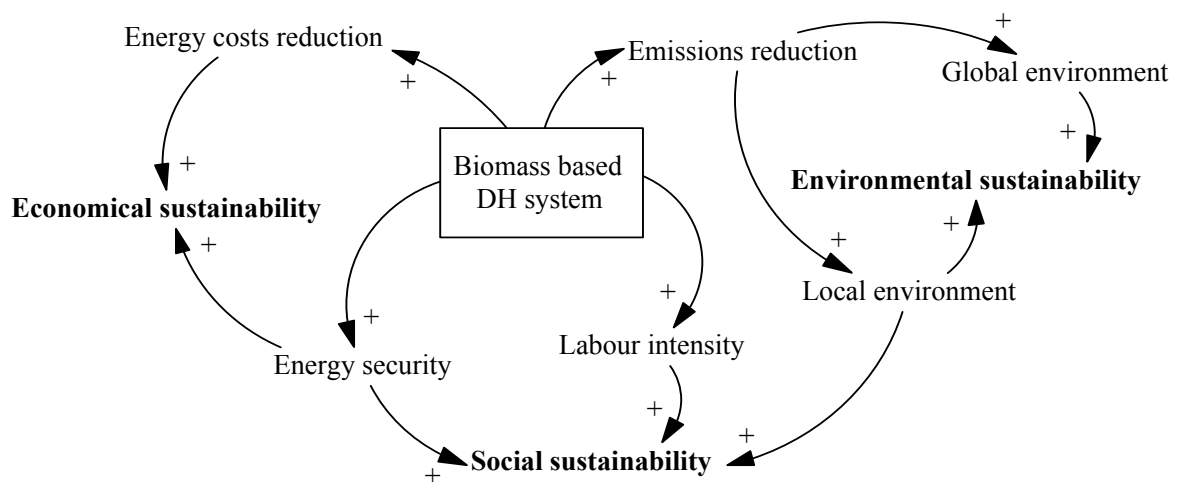 Energy costs reduction
+
+
Emissions reduction
+
+
Global environment
+
Biomass based
DH system
Environmental sustainability
+
Economical sustainability
+
+
+
Local environment
+
+
Labour intensity
Energy security
+
+
+
Social sustainability